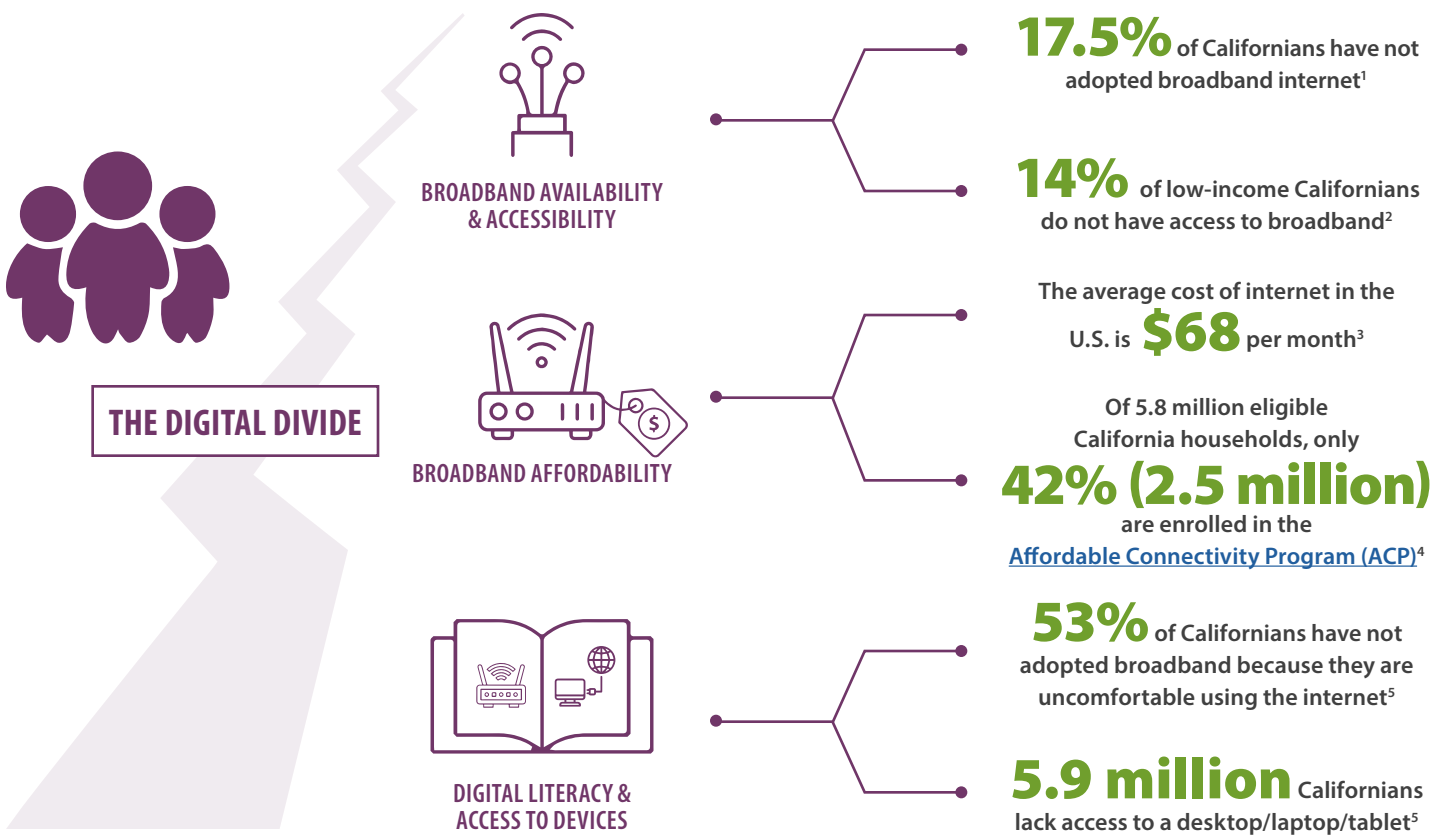 THE DIGITAL DIVIDE
BROADBAND AVAILABILITY
& ACCESSIBILITY
17.5% of Californians have not
adopted broadband internet¹
14% of low-income Californians
do not have access to broadband²
$
BROADBAND AFFORDABILITY
The average cost of internet in the
U.S. is $68 per month³
Of 5.8 million eligible
California households, only
42% (2.5 million)
are enrolled in the
Affordable Connectivity Program (ACP)⁴
DIGITAL LITERACY &
ACCESS TO DEVICES
53% of Californians have not
adopted broadband because they are
uncomfortable using the internet⁵
5.9 million Californians
lack access to a desktop/laptop/tablet⁵